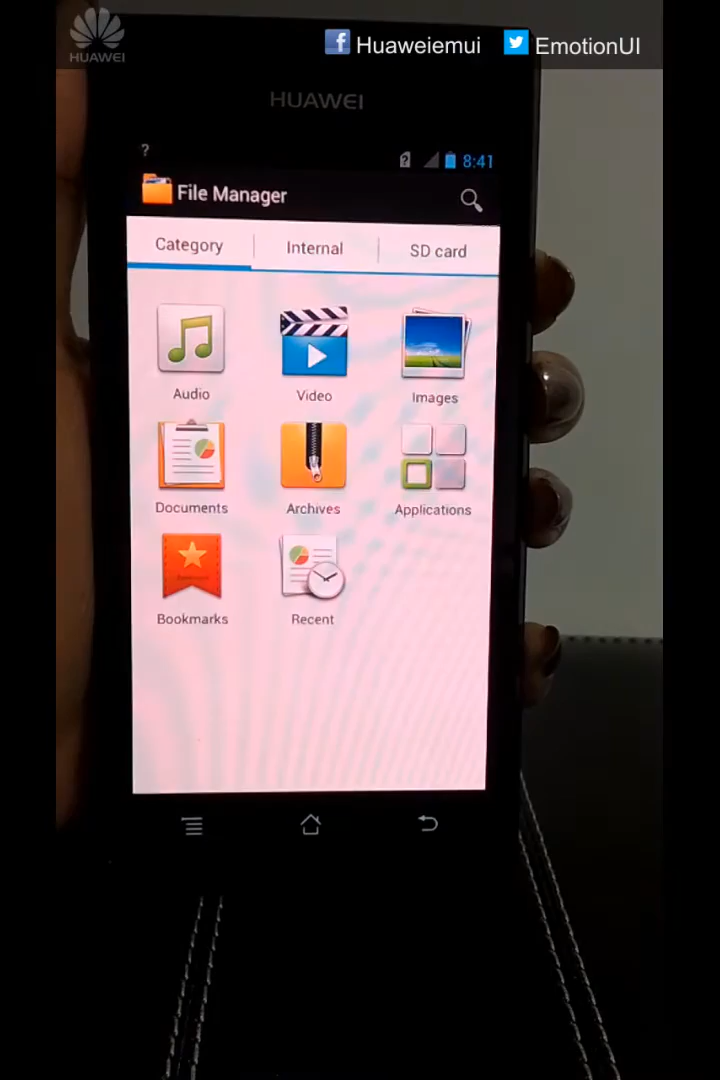 HUAWEI
Huaweiemui
EmotionUI
HUAWEI
?
? 8:41
File Manager
Category
Internal
SD card
Audio
Video
Images
Documents
Archives
Applications
Bookmarks
Recent